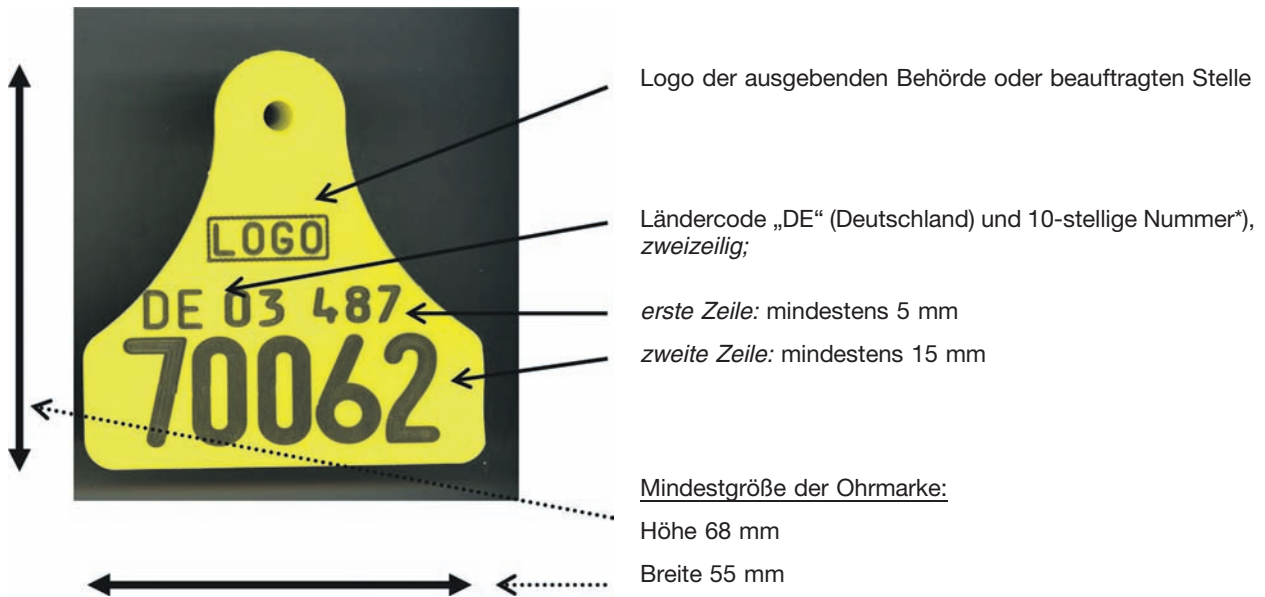 LOGO
DE 03 487
70062
Logo der ausgebenden Behörde oder beauftragten Stelle
Ländercode „DE“ (Deutschland) und 10-stellige Nummer*),
zweizeilig;
erste Zeile: mindestens 5 mm
zweite Zeile: mindestens 15 mm
Mindestgröße der Ohrmarke:
Höhe 68 mm
Breite 55 mm